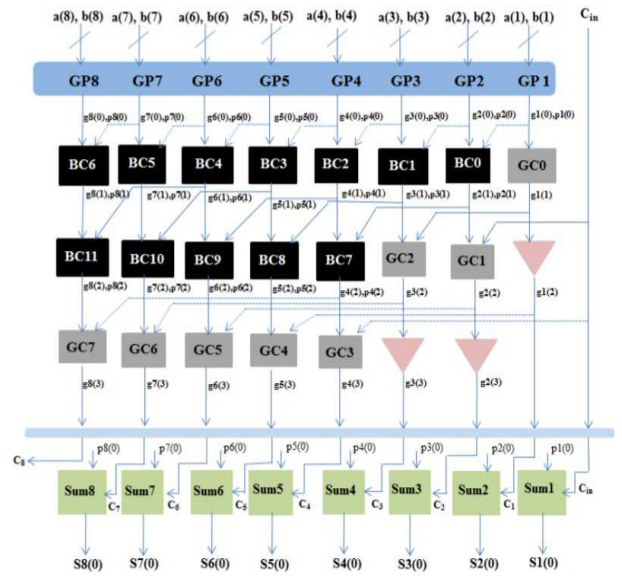 a(8), b(8) a(7), b(7) a(6), b(6) a(5), b(5) a(4), b(4) a(3), b(3) a(2), b(2) a(1), b(1) Cin
GP8 GP7 GP6 GP5 GP4 GP3 GP2 GP 1
g8(0),p8(0) g7(0),p7(0) g6(0),p6(0) g5(0),p5(0) g4(0),p4(0) g3(0),p3(0) g2(0),p2(0) g1(0),p1(0)
BC6 BC5 BC4 BC3 BC2 BC1 BC0 GC0
g8(1),p8(1) g7(1),p7(1) g6(1),p6(1) g5(1),p5(1) g4(1),p4(1) g3(1),p3(1) g2(1),p2(1) g1(1)
BC11 BC10 BC9 BC8 BC7 GC2 GC1
g8(2),p8(2) g7(2),p7(2) g6(2),p6(2) g5(2),p5(2) g4(2),p4(2) g3(2) g2(2) g1(2)
GC7 GC6 GC5 GC4 GC3
g8(3) g7(3) g6(3) g5(3) g4(3) g3(3) g2(3)
p8(0) p7(0) p6(0) p5(0) p4(0) p3(0) p2(0) p1(0)
C8
Sum8 Sum7 Sum6 Sum5 Sum4 Sum3 Sum2 Sum1
C7 C6 C5 C4 C3 C2 C1 Cin
S8(0) S7(0) S6(0) S5(0) S4(0) S3(0) S2(0) S1(0)